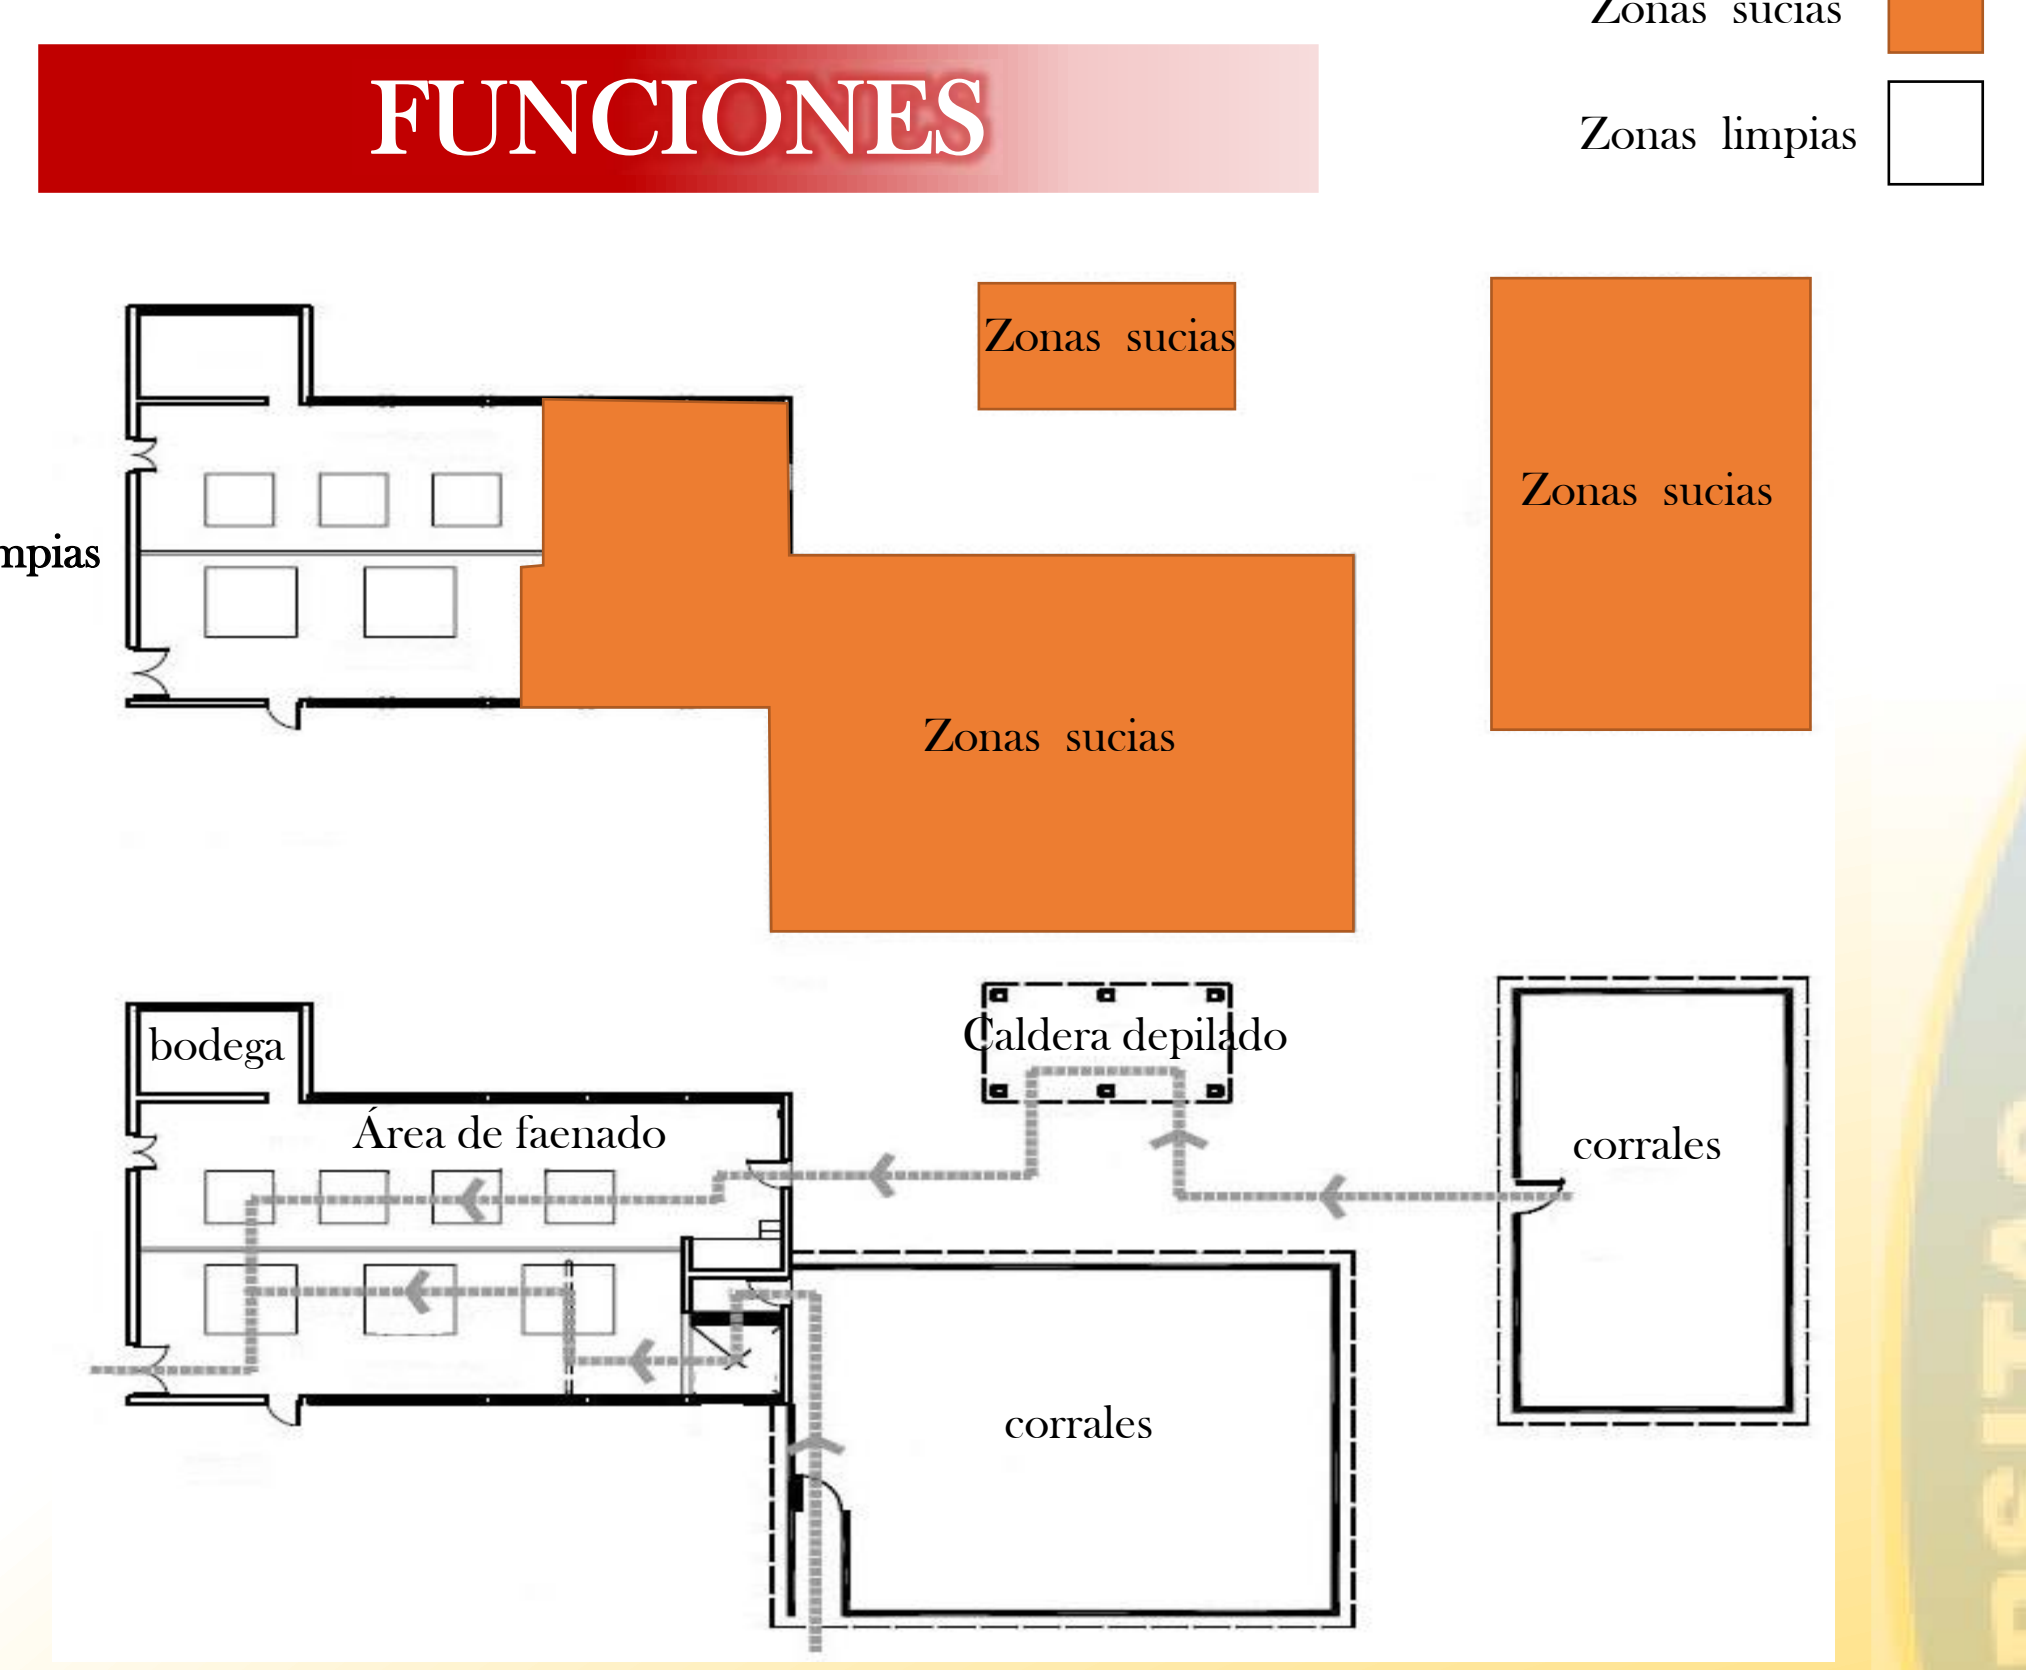 Zonas sucias
FUNCIONES
Zonas limpias
Zonas sucias
Zonas sucias
mpias
Zonas sucias
bodega
Caldera depilado
Área de faenado
corrales
corrales